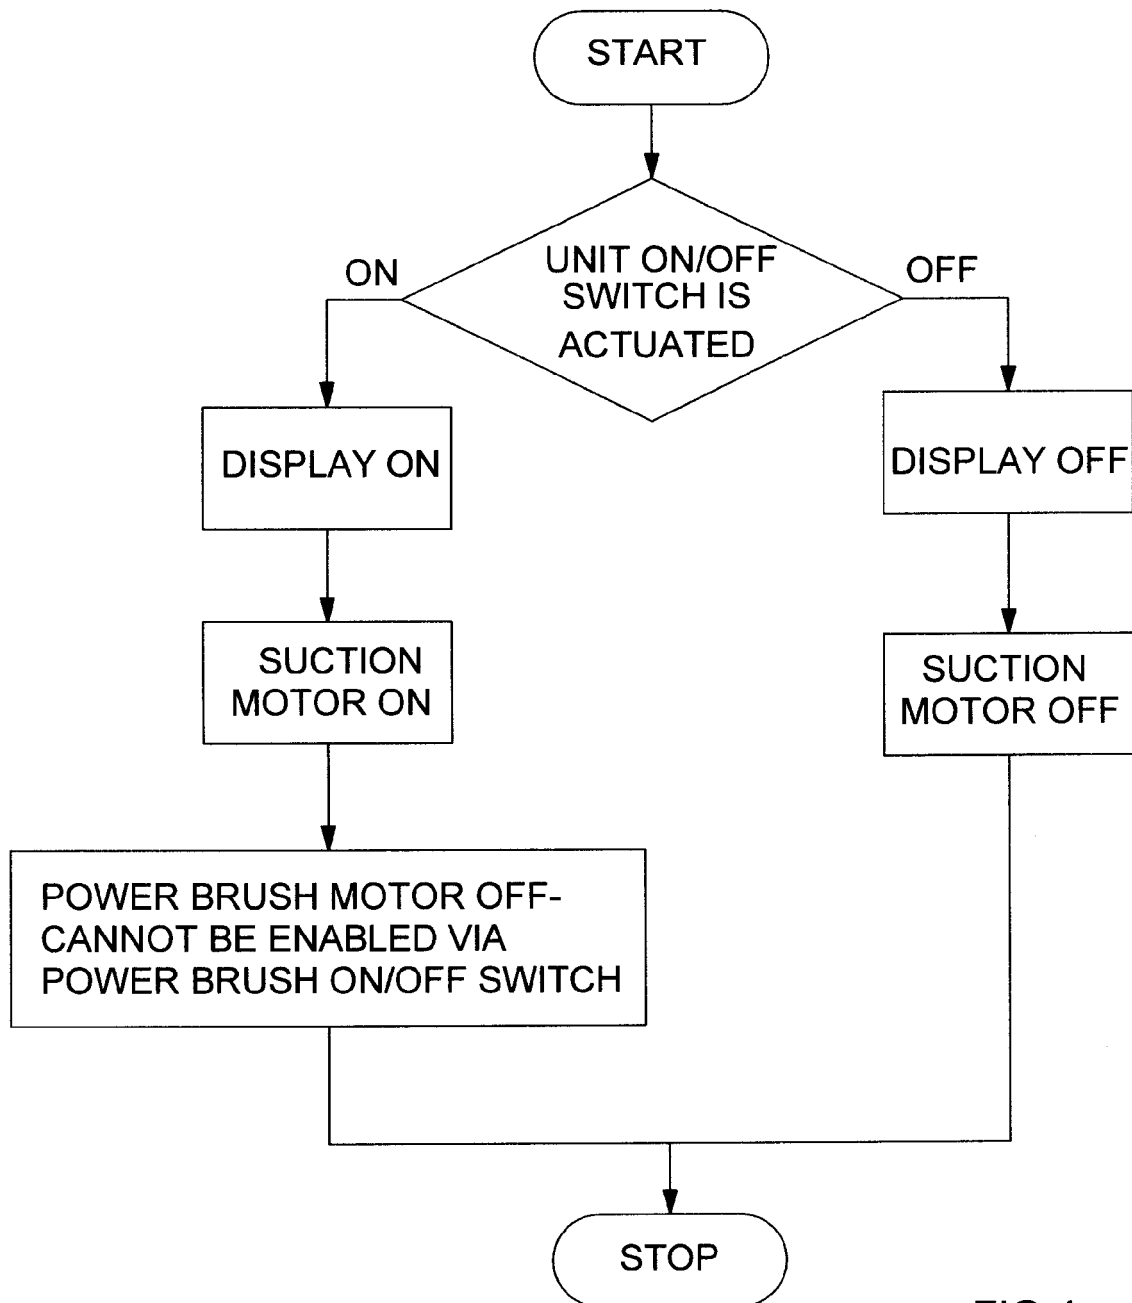 START
UNIT ON/OFF
SWITCH IS
ACTUATED
ON
OFF
DISPLAY ON
DISPLAY OFF
SUCTION
MOTOR ON
SUCTION
MOTOR OFF
POWER BRUSH MOTOR OFF-
CANNOT BE ENABLED VIA
POWER BRUSH ON/OFF SWITCH
STOP